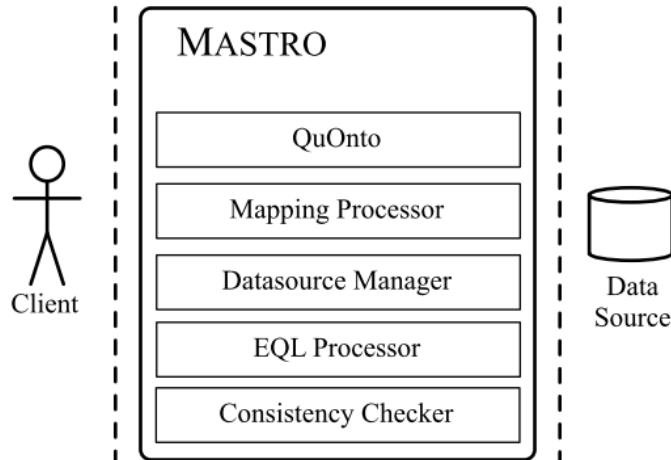 MASTRO
QuOnto
Mapping Processor
Datasource Manager
EQL Processor
Consistency Checker
Client
Data
Source